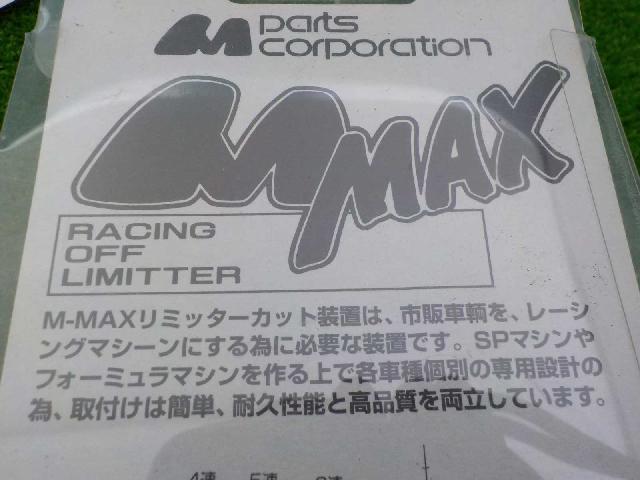 M parts
corporation
M MAX
RACING
OFF
LIMITTER
M-MAXリミッターカット装置は、市販車輌を、レーシ
ングマシーンにする為に必要な装置です。SPマシンや
フォーミュラマシンを作る上で各車種個別の専用設計の
為、取付けは簡単、耐久性能と高品質を両立しています。
4速 5速